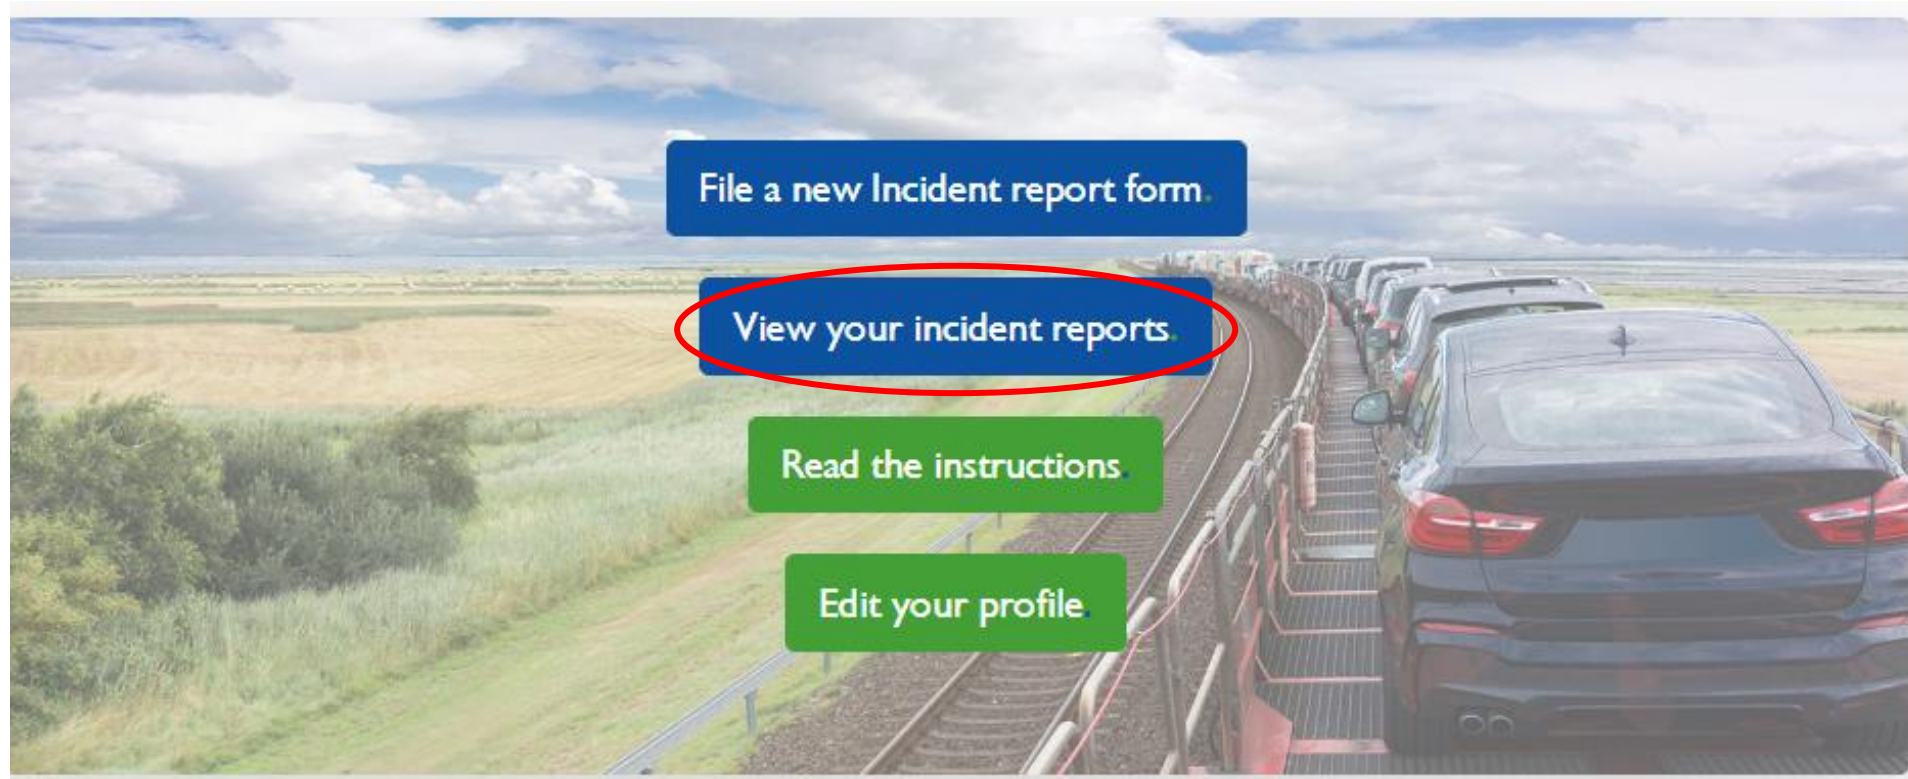 File a new Incident report form.
View your incident reports.
Read the instructions.
Edit your profile.